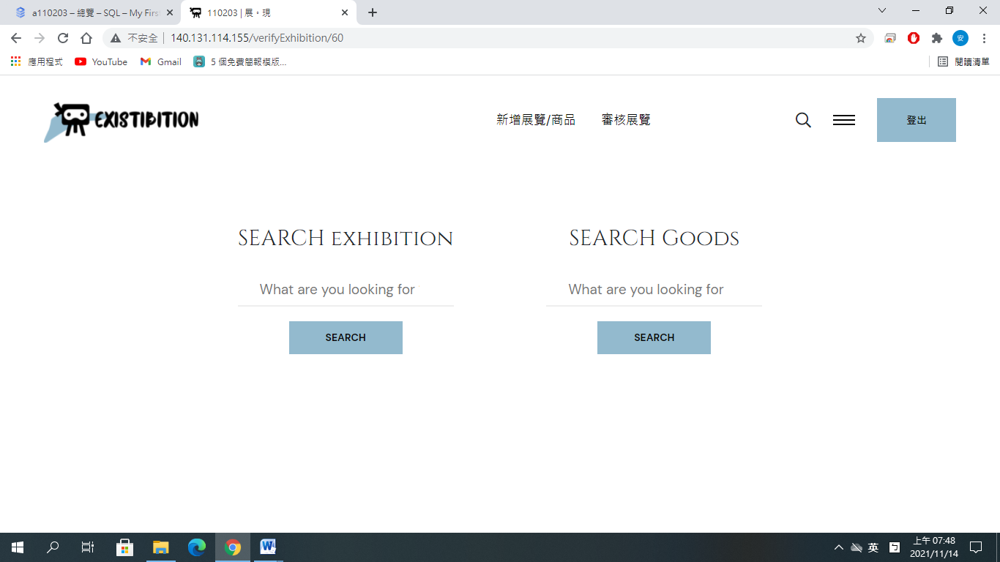 a110203 – 總覽 – SQL – My Firs
110203 | 展。現
不安全
140.131.114.155/verifyExhibition/60
安
應用程式
YouTube
Gmail
5 個免費簡報模版...
閱讀清單
EXISTIBITION
新增展覽/商品
審核展覽
登出
SEARCH EXHIBITION
SEARCH GOODS
What are you looking for
What are you looking for
SEARCH
SEARCH
英
上午 07:48
2021/11/14